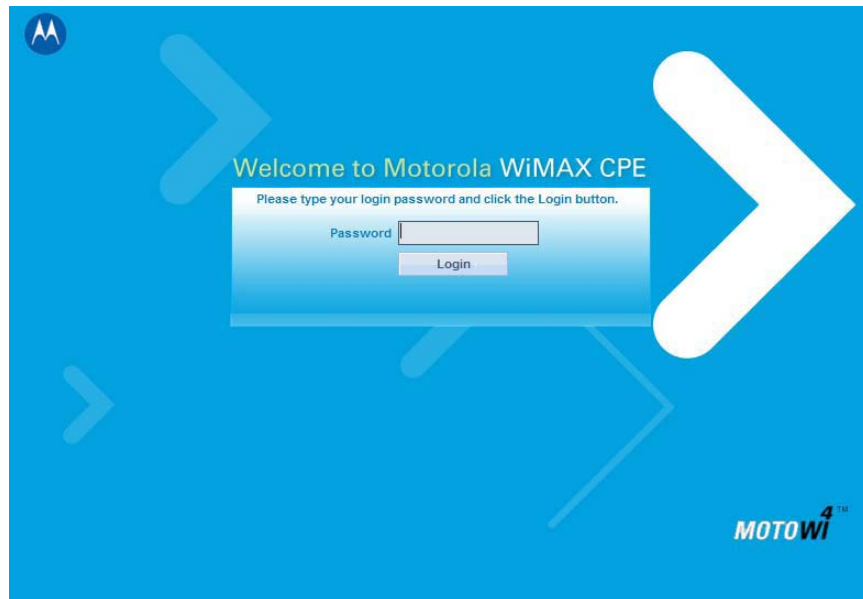 Welcome to Motorola WiMAX CPE
Please type your login password and click the Login button.
Password
Login
MOTOWi4™